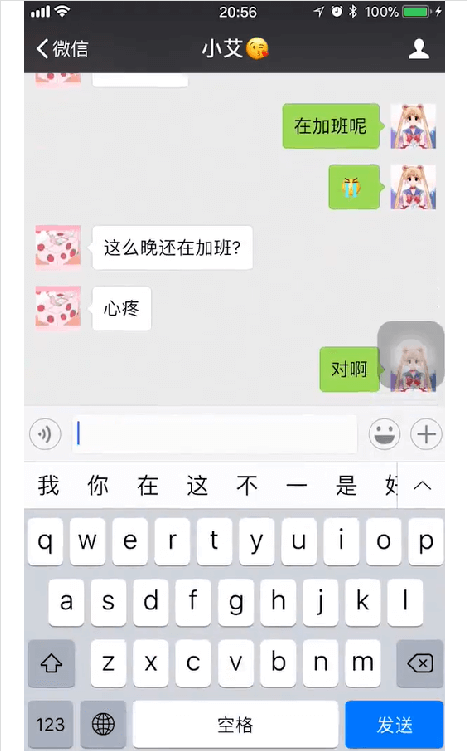 20:56
100%
微信
小艾😘
在加班呢
😭
这么晚还在加班?
心疼
对啊
我 你 在 这 不 一 是
q w e r t y u i o p
a s d f g h j k l
z x c v b n m
123 空格 发送